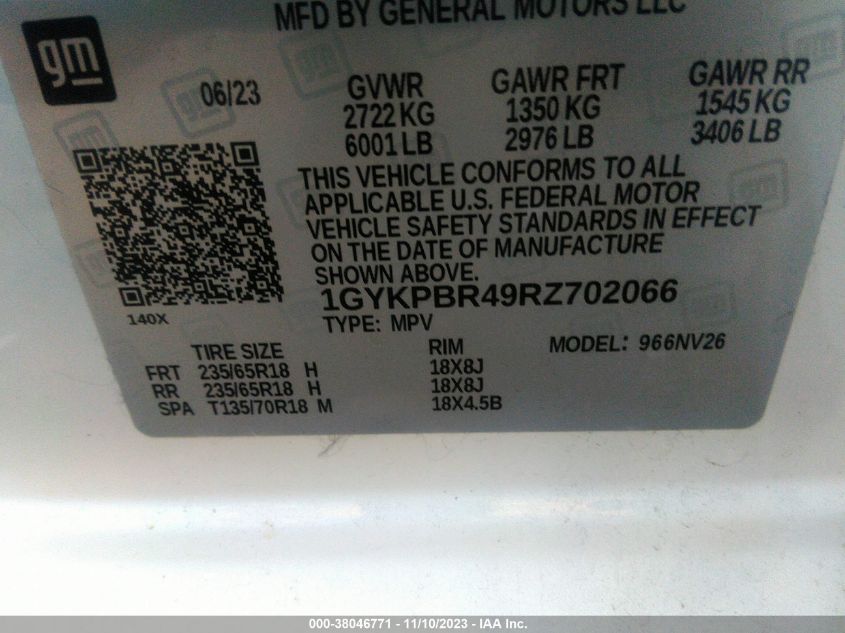 MFD BY GENERAL MOTORS LLC
gm
06/23
GVWR GAWR FRT GAWR RR
2722 KG 1350 KG 1545 KG
6001 LB 2976 LB 3406 LB
THIS VEHICLE CONFORMS TO ALL
APPLICABLE U.S. FEDERAL MOTOR
VEHICLE SAFETY STANDARDS IN EFFECT
ON THE DATE OF MANUFACTURE
SHOWN ABOVE.
1GYKPBR49RZ702066
140X
TYPE: MPV
MODEL: 966NV26
TIRE SIZE RIM
FRT 235/65R18 H 18X8J
RR 235/65R18 H 18X8J
SPA T135/70R18 M 18X4.5B
000-38046771 - 11/10/2023 - IAA Inc.